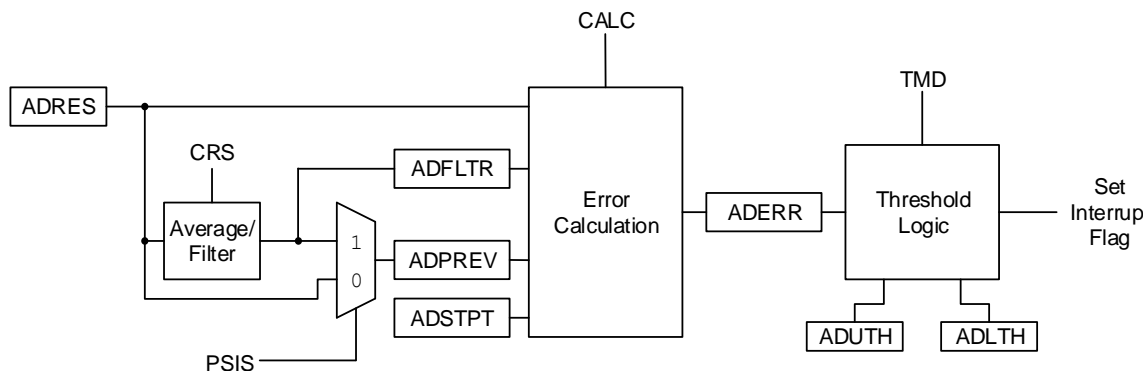 CALC
TMD
ADRES
CRS
ADFLTR
Average/
Filter
1
0
ADPREV
ADSTPT
PSIS
Error
Calculation
ADERR
Threshold
Logic
Set
Interrup
Flag
ADUTH
ADLTH